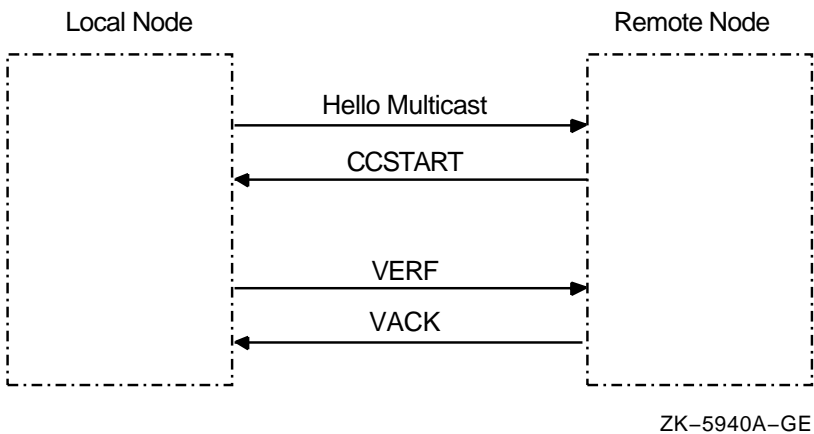 Local Node
Remote Node
Hello Multicast
CCSTART
VERF
VACK
ZK−5940A−GE